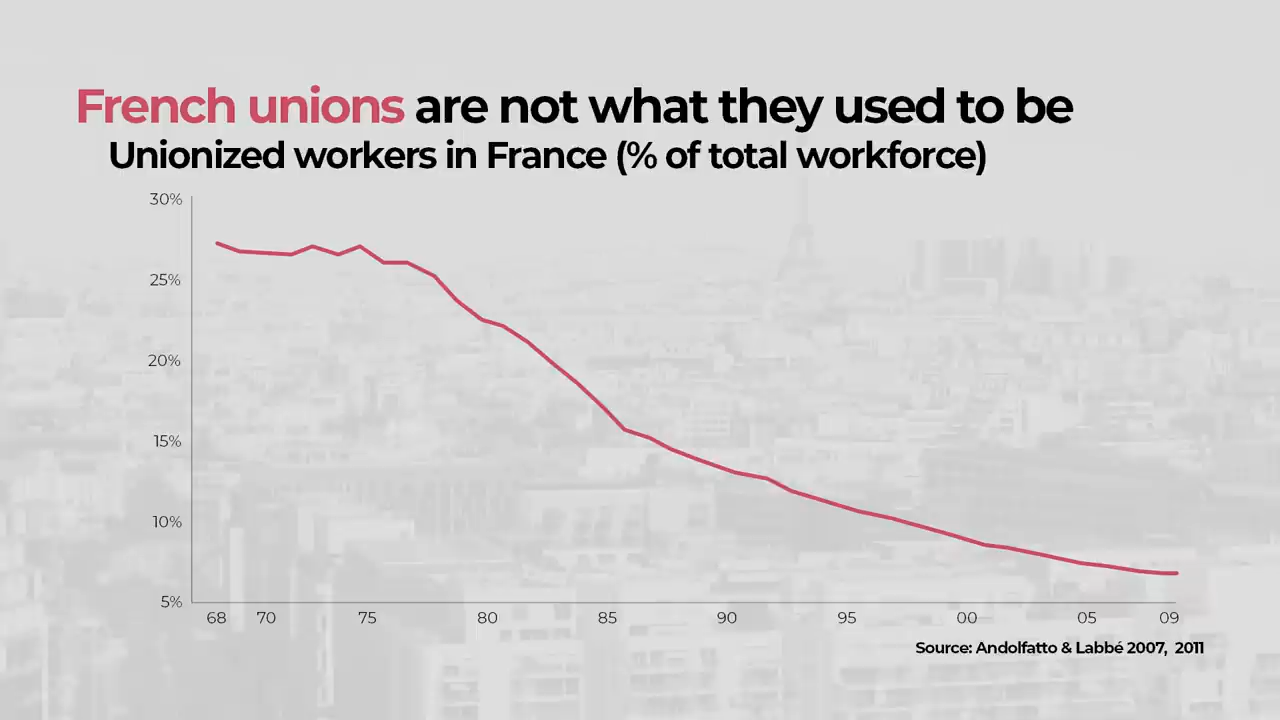 French unions are not what they used to be
Unionized workers in France (% of total workforce)
30%
25%
20%
15%
10%
5%
68 70 75 80 85 90 95 00 05 09
Source: Andolfatto & Labbé 2007, 2011